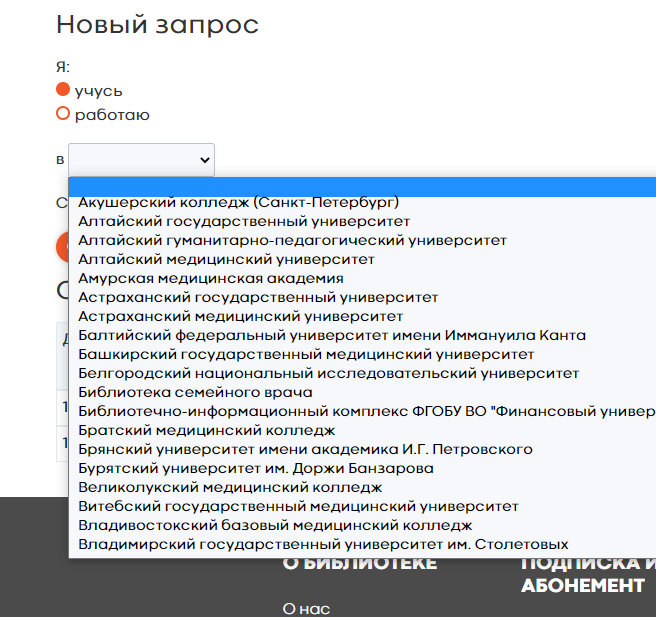 Новый запрос
Я:
учусь
работаю
в
С
Акушерский колледж (Санкт-Петербург)
Алтайский государственный университет
Алтайский гуманитарно-педагогический университет
Алтайский медицинский университет
Амурская медицинская академия
Астраханский государственный университет
Астраханский медицинский университет
Балтийский федеральный университет имени Иммануила Канта
Башкирский государственный медицинский университет
Белгородский национальный исследовательский университет
Библиотека семейного врача
Библиотечно-информационный комплекс ФГОБУ ВО "Финансовый универ
Братский медицинский колледж
Брянский университет имени академика И.Г. Петровского
Бурятский университет им. Доржи Банзарова
Великолукский медицинский колледж
Витебский государственный медицинский университет
Владивостокский базовый медицинский колледж
Владимирский государственный университет им. Столетовых
О БИБЛИОТЕКЕ
О нас
ПОДПИСКА И
АБОНЕМЕНТ